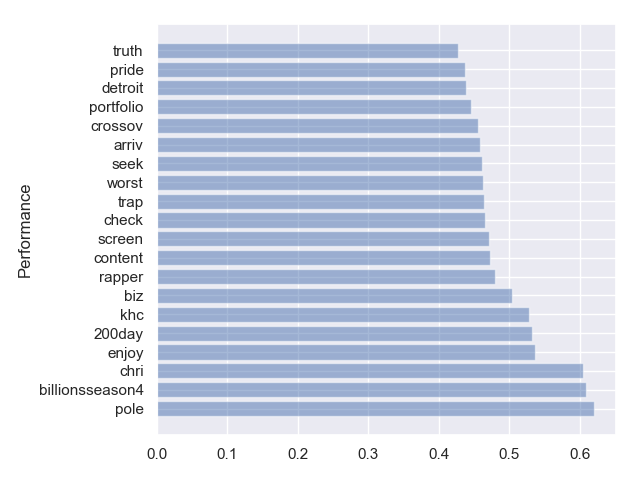 truth
pride
detroit
portfolio
crossov
arriv
seek
worst
trap
check
screen
content
rapper
biz
khc
200day
enjoy
chri
billionsseason4
pole
Performance
0.0 0.1 0.2 0.3 0.4 0.5 0.6